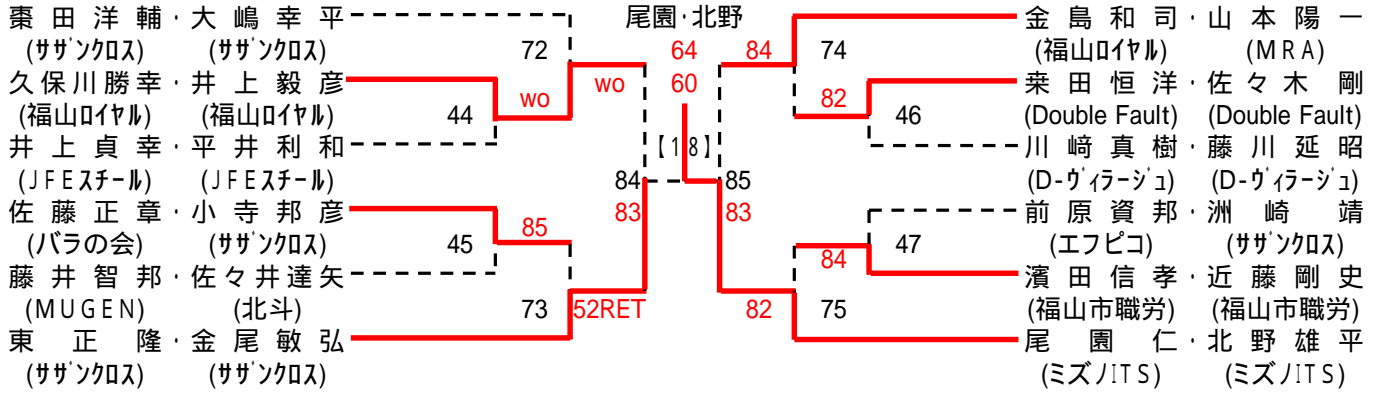 棗田洋輔・大嶋幸平
(ｻｻﾞﾝｸﾛｽ) (ｻｻﾞﾝｸﾛｽ)
72
久保川勝幸・井上毅彦
(福山ﾛｲﾔﾙ) (福山ﾛｲﾔﾙ)
44
wo
wo
井上貞幸・平井利和
(JFEｽﾁｰﾙ) (JFEｽﾁｰﾙ)
佐藤正章・小寺邦彦
(バラの会) (ｻｻﾞﾝｸﾛｽ)
45
85
藤井智邦・佐々井達矢
(MUGEN) (北斗)
73
52RET
東正隆・金尾敏弘
(ｻｻﾞﾝｸﾛｽ) (ｻｻﾞﾝｸﾛｽ)
84
83
尾園・北野
64
60
【18】
85
83
金島和司・山本陽一
(福山ﾛｲﾔﾙ) (MRA)
84
74
桒田恒洋・佐々木剛
(Double Fault) (Double Fault)
82
46
川﨑真樹・藤川延昭
(D-ｳﾞｨﾗｰｼﾞｭ) (D-ｳﾞｨﾗｰｼﾞｭ)
前原資邦・洲崎靖
(エフピコ) (ｻｻﾞﾝｸﾛｽ)
84
47
濱田信孝・近藤剛史
(福山市職労) (福山市職労)
82
75
尾園仁・北野雄平
(ミズノITS) (ミズノITS)